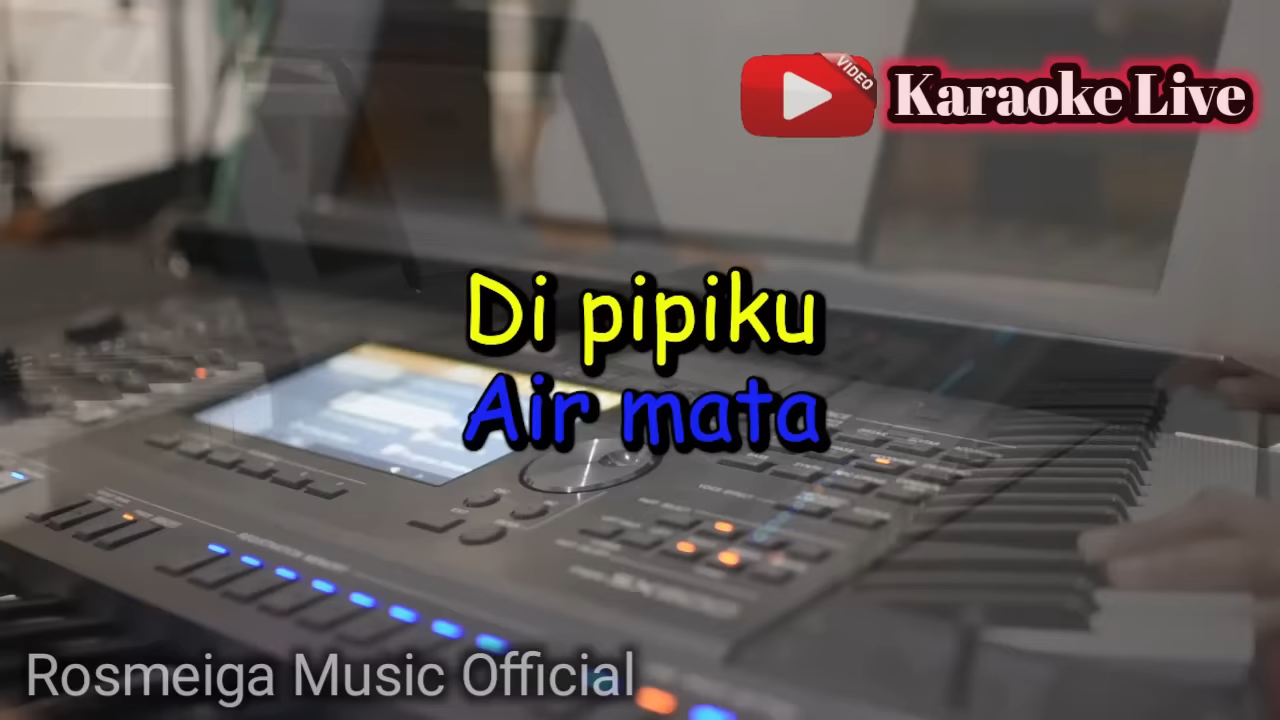 VIDEO
Karaoke Live
Di pipiku
Air mata
Rosmeiga Music Official